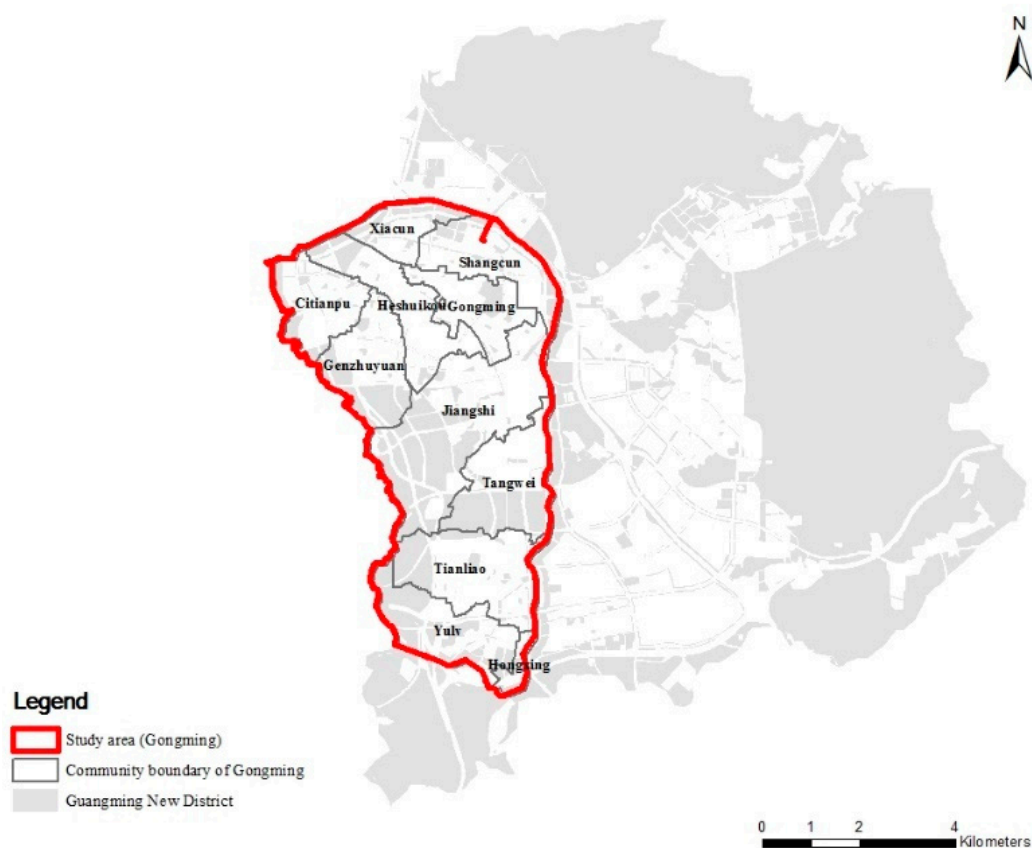 N
Xiacun
Shangcun
Citianpu
Heshuikou
Gongming
Genzhuyuan
Jiangshi
Tangwei
Tianliao
Yulv
Hongxing
Legend
Study area (Gongming)
Community boundary of Gongming
Guangming New District
0 1 2 4
Kilometers